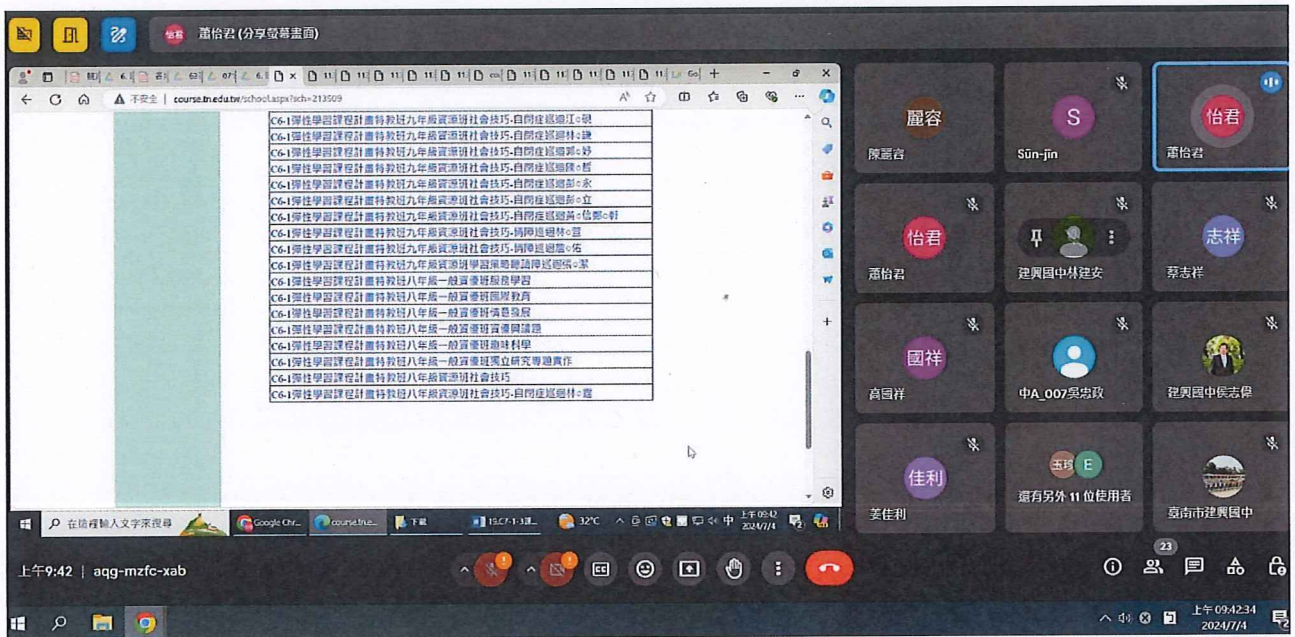 怡君 蕭怡君 (分享螢幕畫面)
不安全 | course.tn.edu.tw/school.aspx?sch=213509
C6-1彈性學習課程計畫特教班九年級資源班社會技巧-自閉症巡迴江○硯
C6-1彈性學習課程計畫特教班九年級資源班社會技巧-自閉症巡迴林○謙
C6-1彈性學習課程計畫特教班九年級資源班社會技巧-自閉症巡迴郭○妤
C6-1彈性學習課程計畫特教班九年級資源班社會技巧-自閉症巡迴陳○哲
C6-1彈性學習課程計畫特教班九年級資源班社會技巧-自閉症巡迴彭○永
C6-1彈性學習課程計畫特教班九年級資源班社會技巧-自閉症巡迴彭○立
C6-1彈性學習課程計畫特教班九年級資源班社會技巧-自閉症巡迴黃○信鄭○軒
C6-1彈性學習課程計畫特教班九年級資源班社會技巧-情障巡迴林○萱
C6-1彈性學習課程計畫特教班九年級資源班社會技巧-情障巡迴詹○佑
C6-1彈性學習課程計畫特教班九年級資源班學習策略聽語障巡迴張○潔
C6-1彈性學習課程計畫特教班八年級一般資優班服務學習
C6-1彈性學習課程計畫特教班八年級一般資優班國際教育
C6-1彈性學習課程計畫特教班八年級一般資優班情意發展
C6-1彈性學習課程計畫特教班八年級一般資優班資優與議題
C6-1彈性學習課程計畫特教班八年級一般資優班趣味科學
C6-1彈性學習課程計畫特教班八年級一般資優班獨立研究專題實作
C6-1彈性學習課程計畫特教班八年級資源班社會技巧
C6-1彈性學習課程計畫特教班八年級資源班社會技巧-自閉症巡迴林○霆
在這裡輸入文字來搜尋
Google Chr...
course.tn.e...
下載
32°C
中
上午 09:42
2024/7/4
麗容
陳麗容
S
Sūn-jīn
怡君
蕭怡君
怡君
蕭怡君
建興國中林建安
志祥
蔡志祥
國祥
高國祥
中A_007吳忠政
建興國中侯志偉
佳利
姜佳利
玉珍 E
還有另外 11 位使用者
臺南市建興國中
上午9:42 | aqg-mzfc-xab
23
上午 09:42:34
2024/7/4